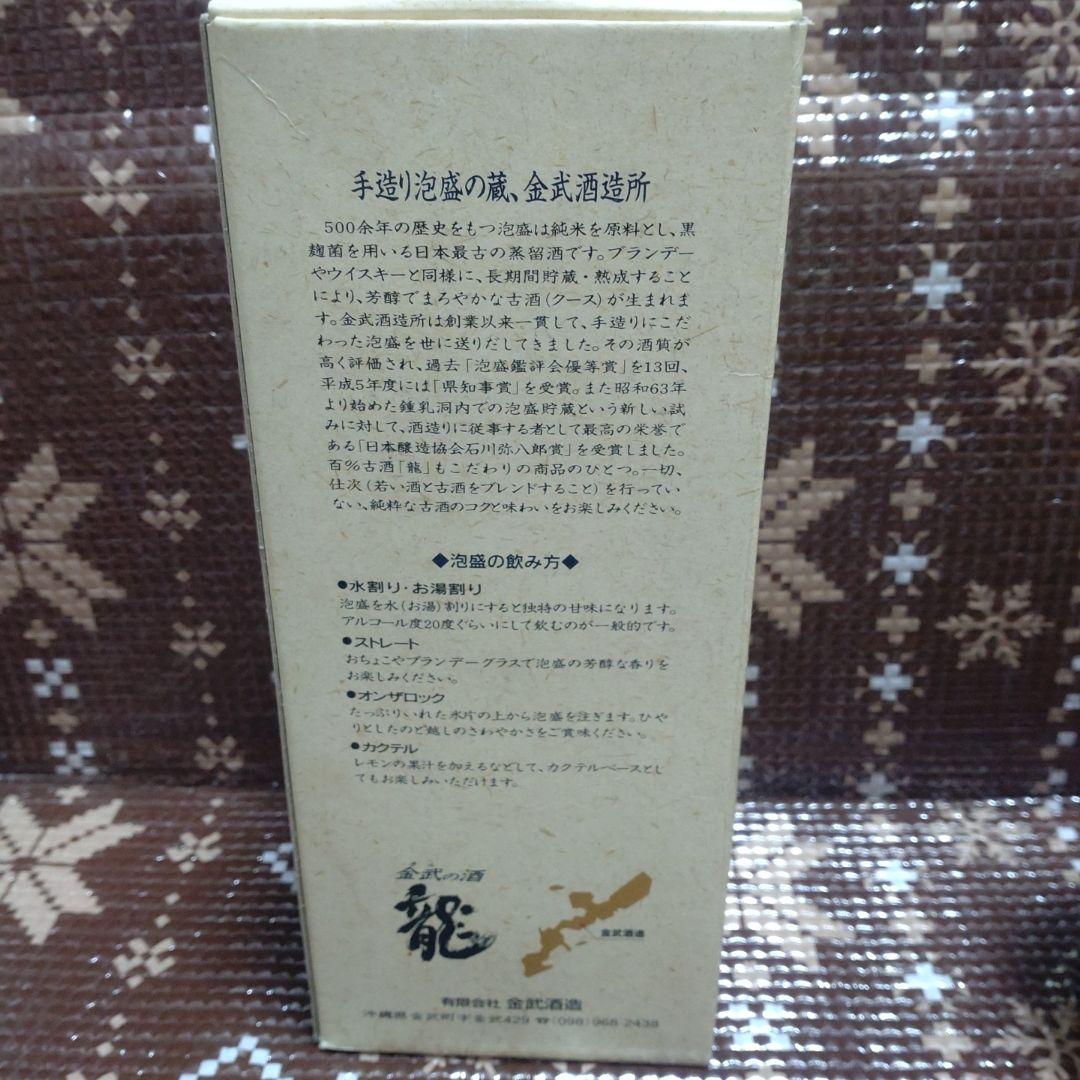 手造り泡盛の蔵、金武酒造所
500余年の歴史をもつ泡盛は純米を原料とし、黒
麹菌を用いる日本最古の蒸留酒です。ブランデー
やウイスキーと同様に、長期間貯蔵・熟成すること
により、芳醇でまろやかな古酒(クース)が生まれま
す。金武酒造所は創業以来一貫して、手造りにこだ
わった泡盛を世に送りだしてきました。その酒質が
高く評価され、過去「泡盛鑑評会優等賞」を13回、
平成5年度には「県知事賞」を受賞。また昭和63年
より始めた鍾乳洞内での泡盛貯蔵という新しい試
みに対して、酒造りに従事する者として最高の栄誉で
ある「日本醸造協会石川弥八郎賞」を受賞しました。
百%古酒「龍」もこだわりの商品のひとつ。一切、
仕次(若い酒と古酒をブレンドすること)を行ってい
ない、純粋な古酒のコクと味わいをお楽しみください。
◆泡盛の飲み方◆
●水割り・お湯割り
泡盛を水(お湯)割りにすると独特の甘味になります。
アルコール度20度ぐらいにして飲むのが一般的です。
●ストレート
おちょこやブランデーグラスで泡盛の芳醇な香りを
お楽しみください。
●オンザロック
たっぷりいれた氷片の上から泡盛を注ぎます。ひや
りとしたのど越しのさわやかさをご賞味ください。
●カクテル
レモンの果汁を加えるなどして、カクテルベースとし
てもお楽しみいただけます。
金武の酒
龍
金武酒造
有限会社 金武酒造
沖縄県金武町字金武429 ☎(098)968 2438